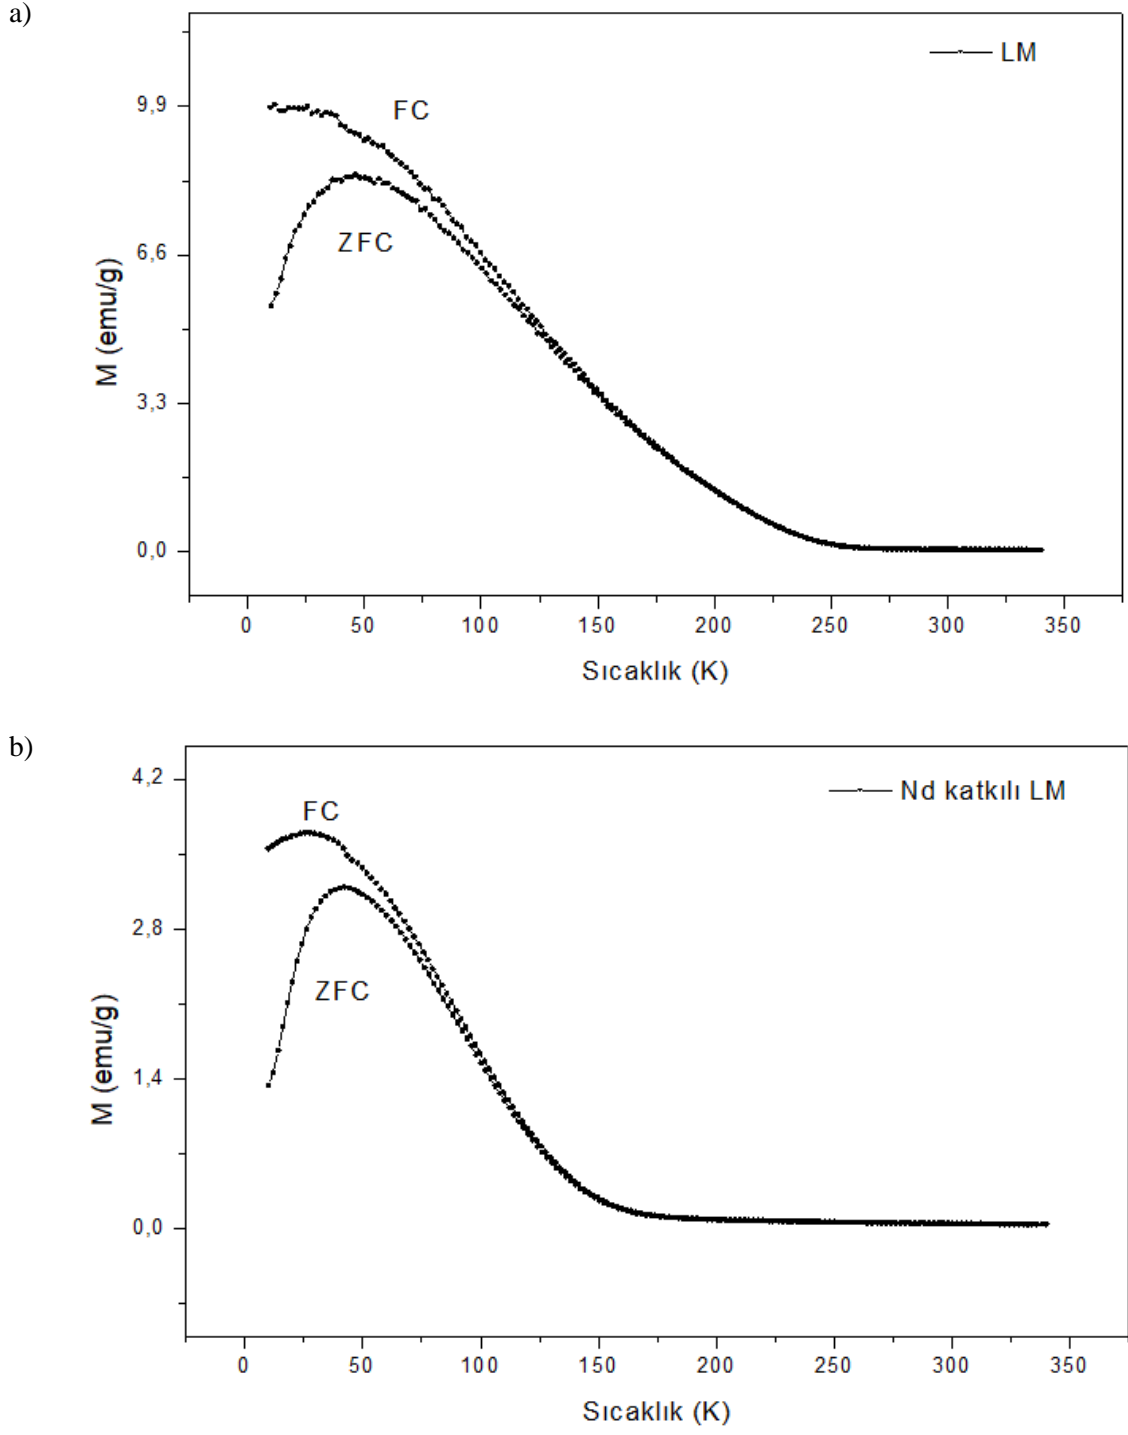 a)
LM
9,9
FC
ZFC
6,6
M (emu/g)
3,3
0,0
0 50 100 150 200 250 300 350
Sıcaklık (K)
b)
4,2
Nd katkılı LM
FC
2,8
ZFC
M (emu/g)
1,4
0,0
0 50 100 150 200 250 300 350
Sıcaklık (K)